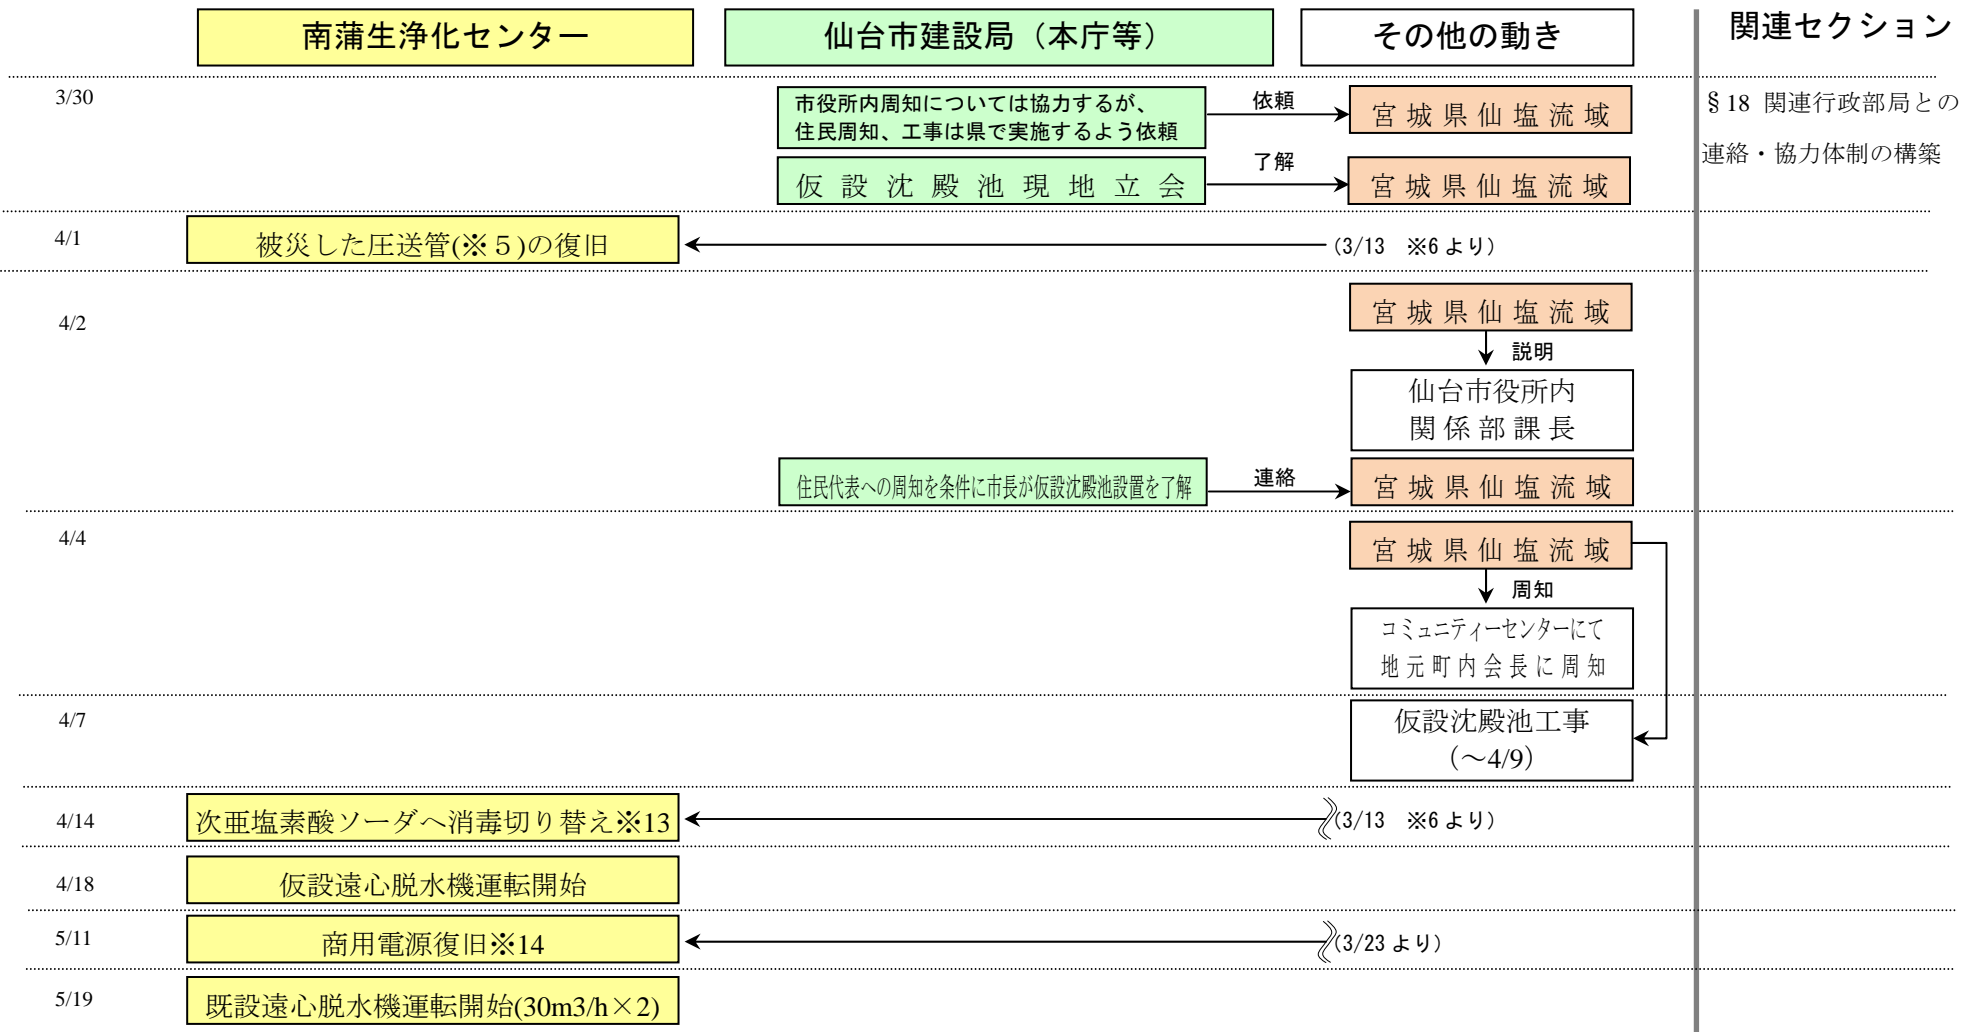 南蒲生浄化センター
仙台市建設局（本庁等）
その他の動き
関連セクション
3/30
市役所内周知については協力するが、
住民周知、工事は県で実施するよう依頼
依頼
宮城県仙塩流域
§18 関連行政部局との
連絡・協力体制の構築
仮設沈殿池現地立会
了解
宮城県仙塩流域
4/1
被災した圧送管(※５)の復旧
(3/13 ※6より)
4/2
宮城県仙塩流域
説明
仙台市役所内
関係部課長
住民代表への周知を条件に市長が仮設沈殿池設置を了解
連絡
宮城県仙塩流域
4/4
宮城県仙塩流域
周知
コミュニティーセンターにて
地元町内会長に周知
4/7
仮設沈殿池工事
（～4/9）
4/14
次亜塩素酸ソーダへ消毒切り替え※13
(3/13 ※6より)
4/18
仮設遠心脱水機運転開始
5/11
商用電源復旧※14
(3/23より)
5/19
既設遠心脱水機運転開始(30m3/h×2)